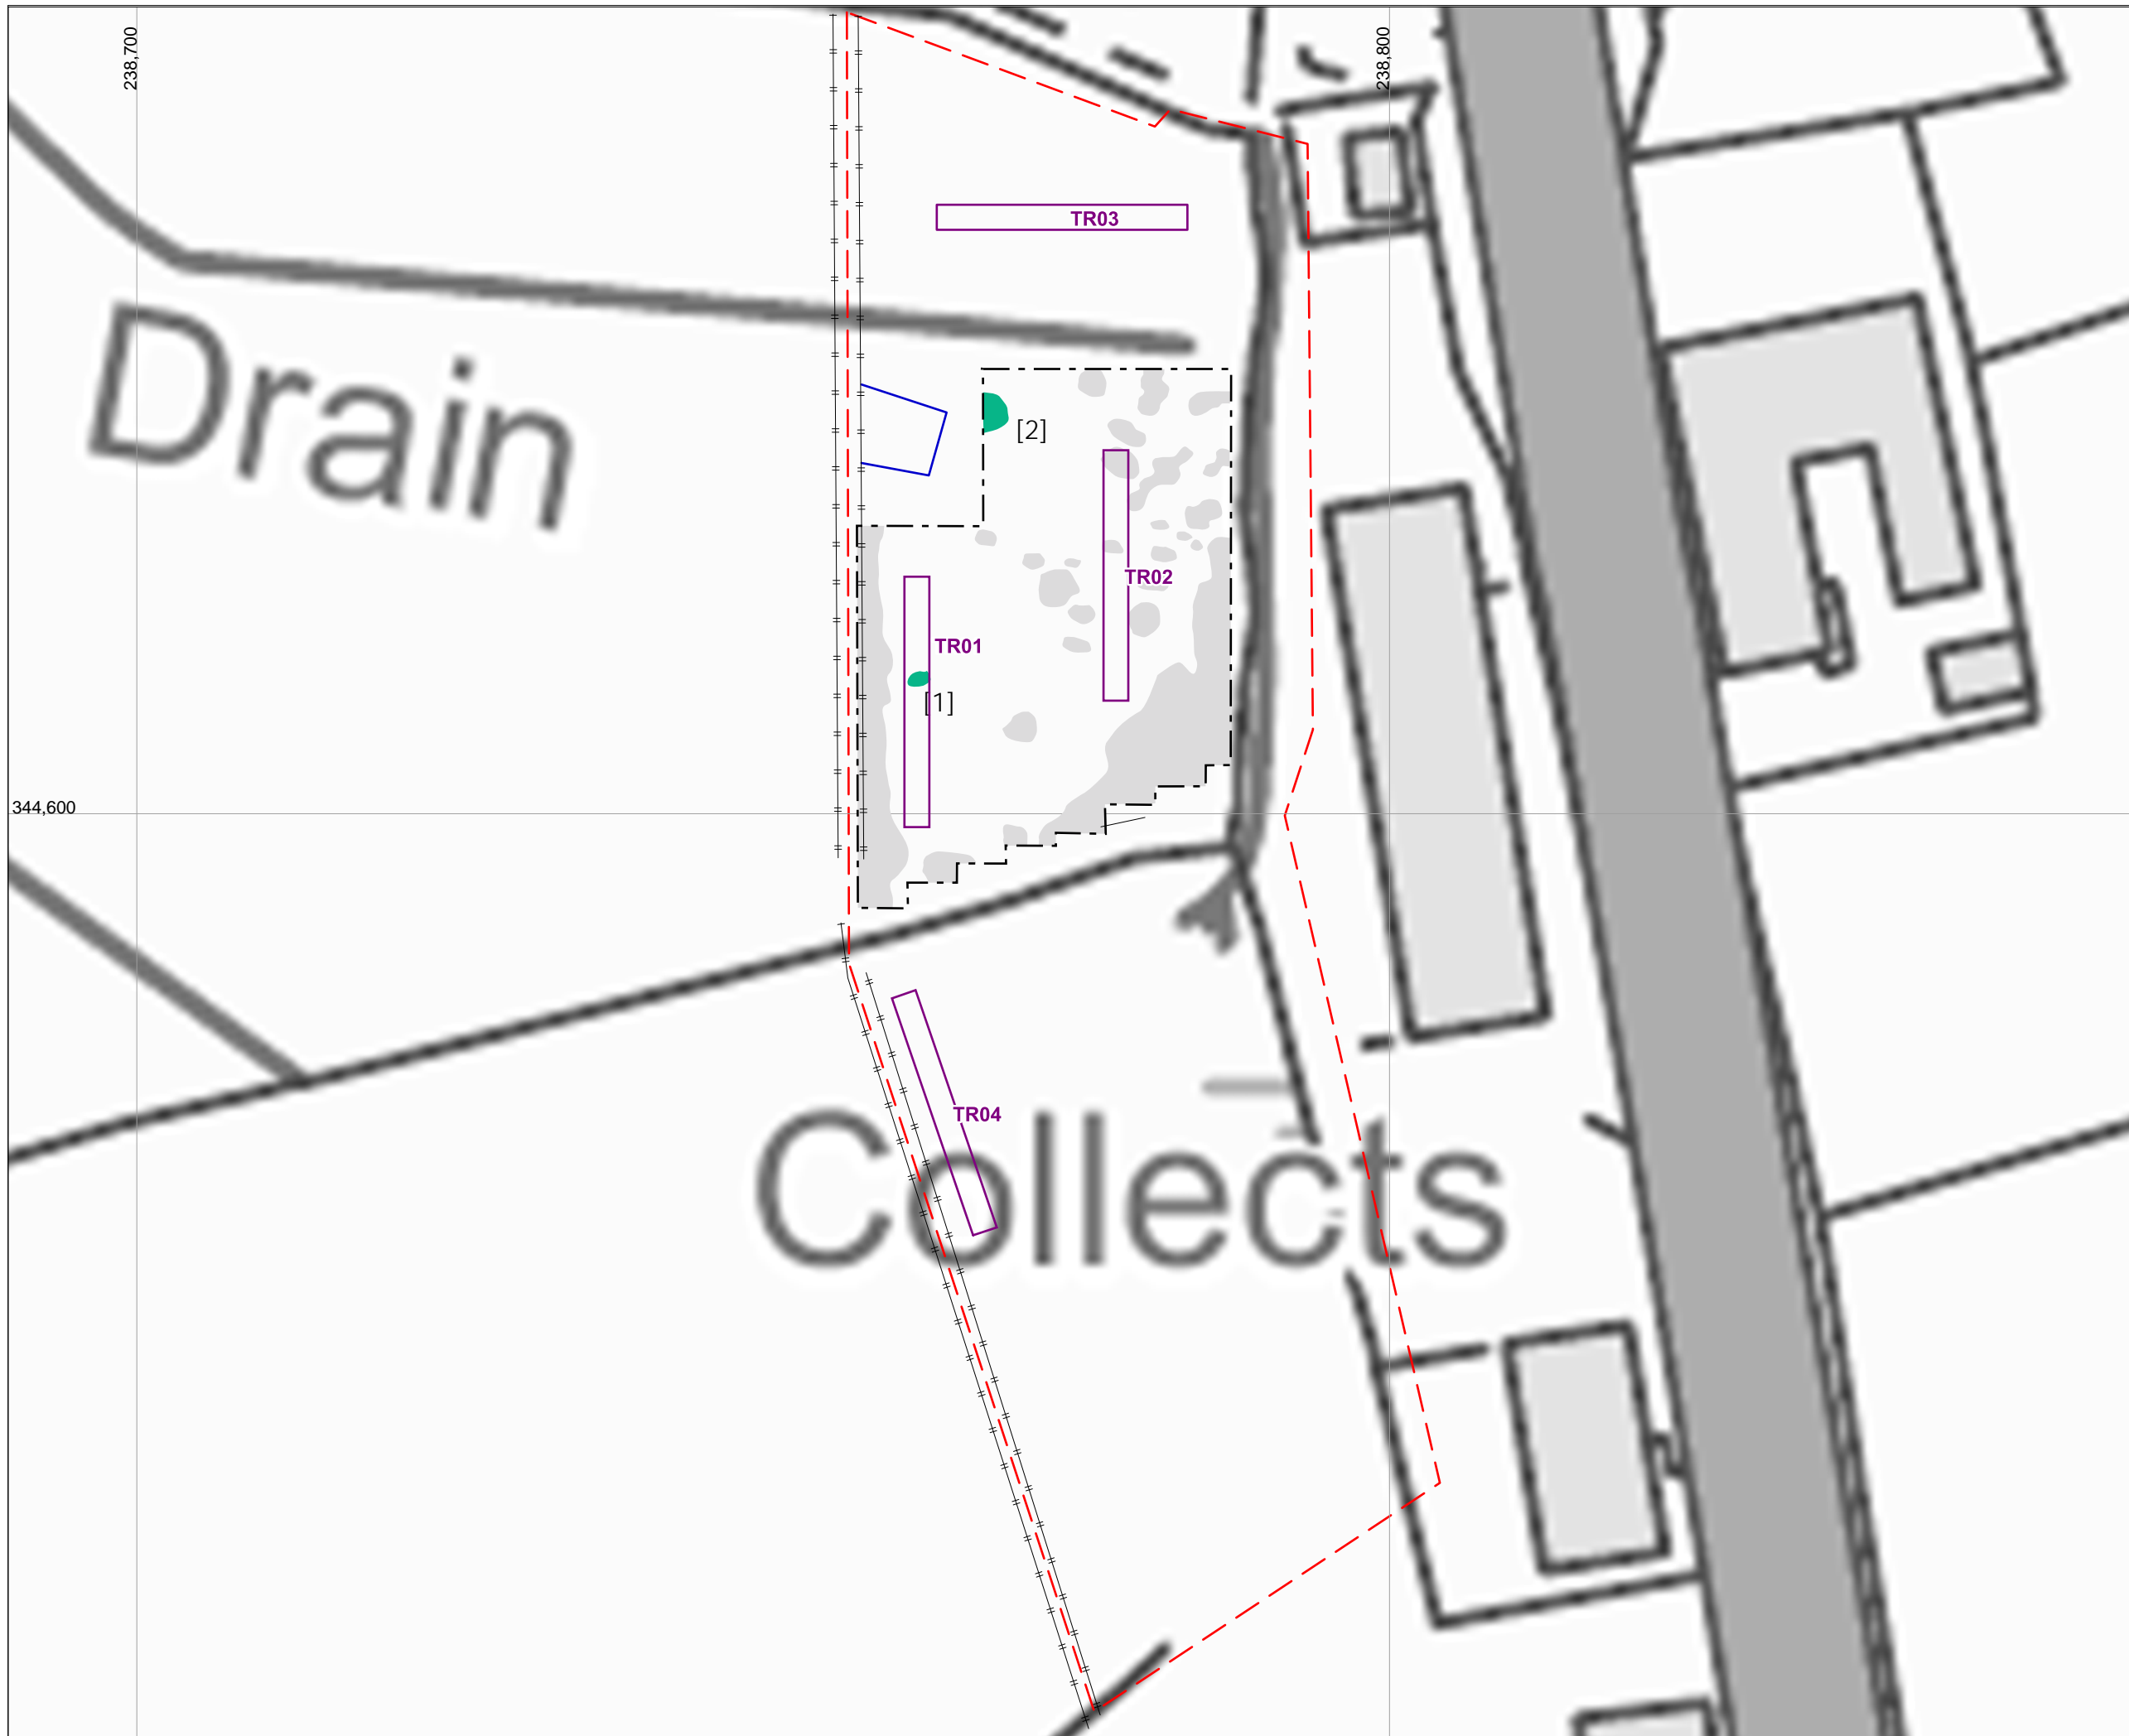 238,700
238,800
TR03
Drain
[2]
TR02
TR01
[1]
344,600
TR04
Collects